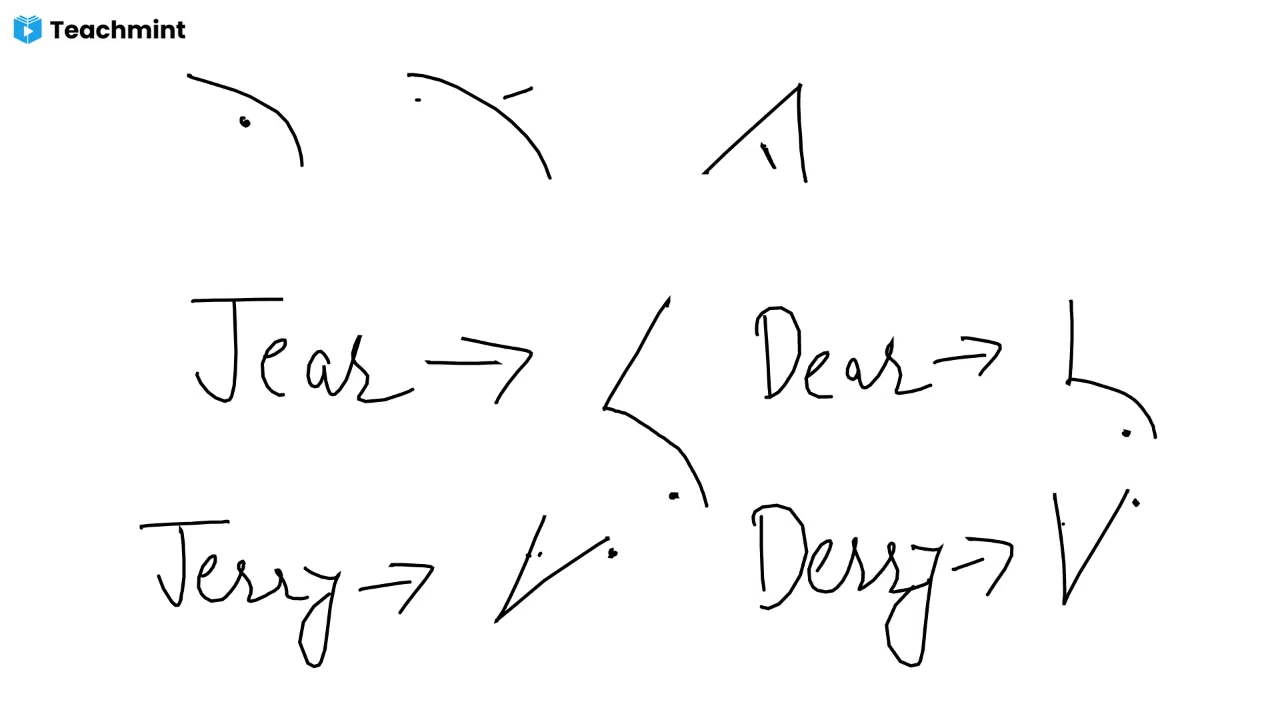 Teachmint
Jear → Dear →
Jerry → Derry →